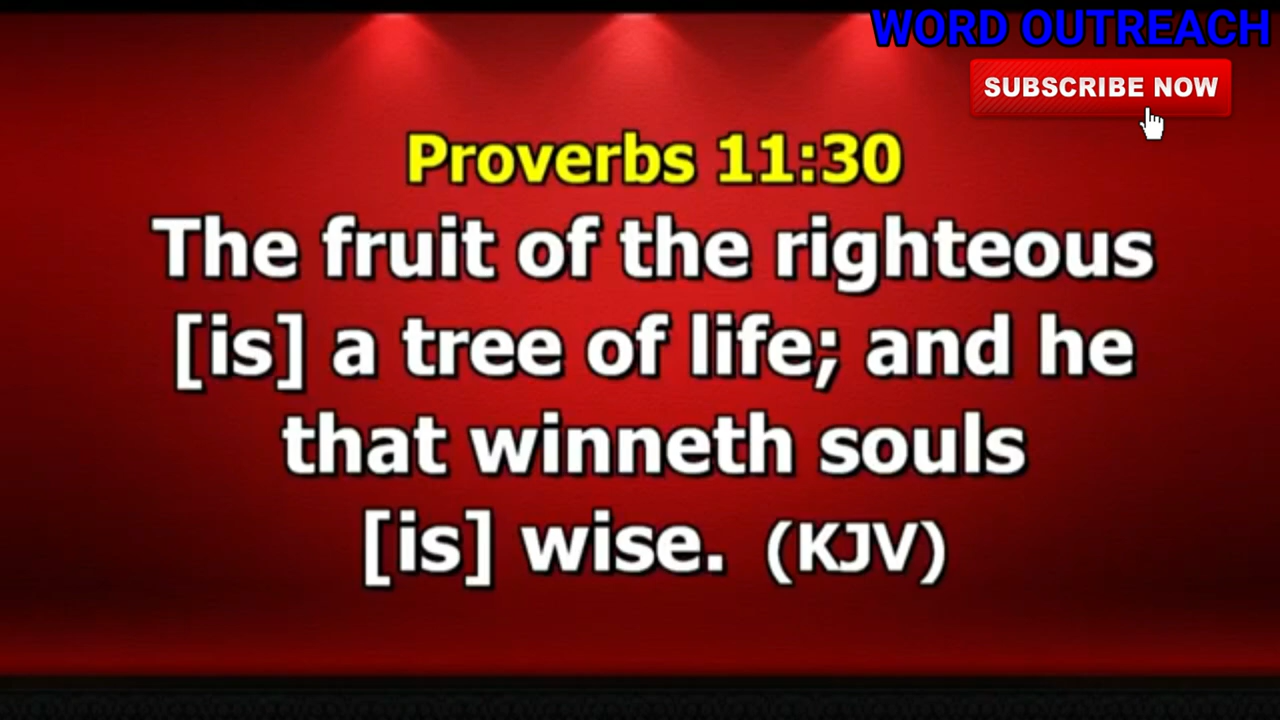 WORD OUTREACH
SUBSCRIBE NOW
Proverbs 11:30
The fruit of the righteous
[is] a tree of life; and he
that winneth souls
[is] wise. (KJV)